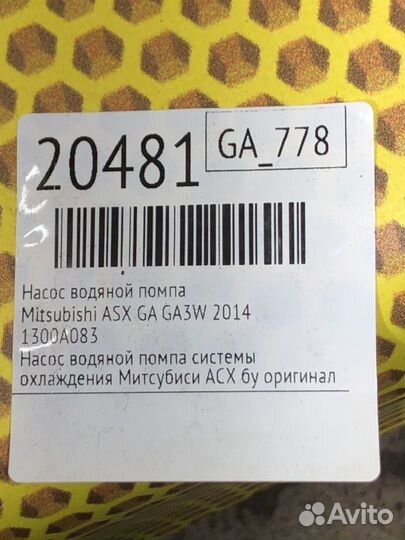 20481
GA_778
Насос водяной помпа
Mitsubishi ASX GA GA3W 2014
1300A083
Насос водяной помпа системы
охлаждения Митсубиси АСХ бу оригинал
Avito